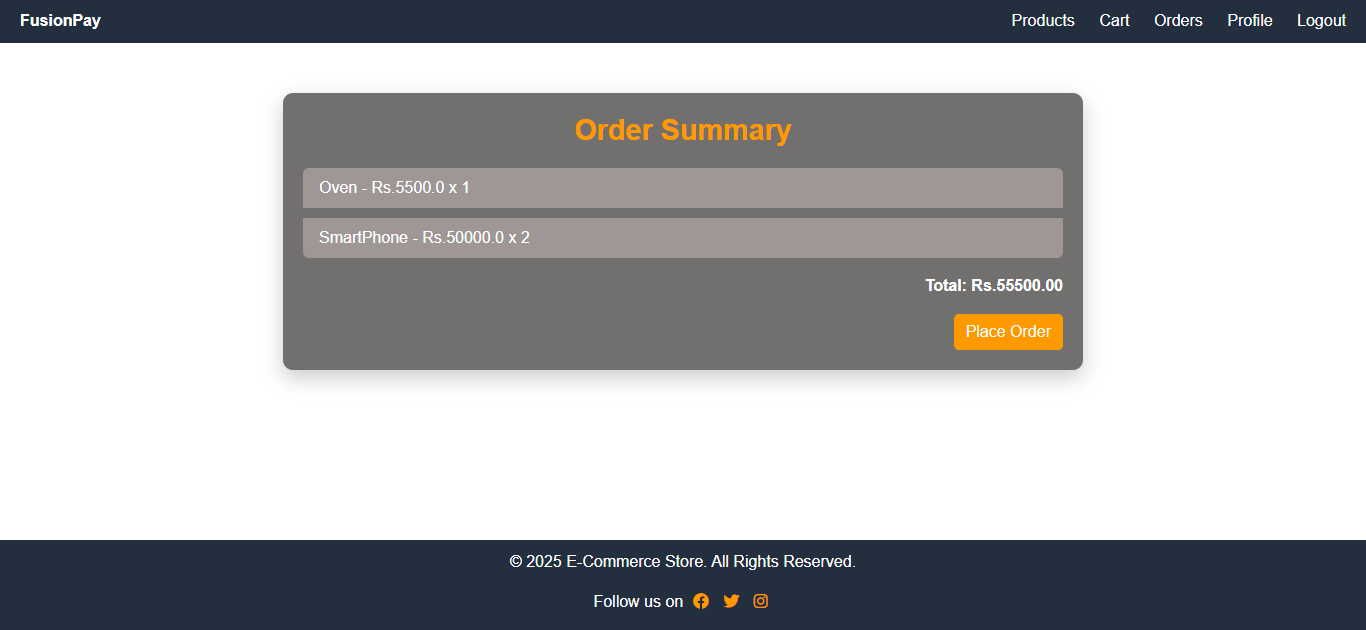 FusionPay
Products Cart Orders Profile Logout
Order Summary
Oven - Rs.5500.0 x 1
SmartPhone - Rs.50000.0 x 2
Total: Rs.55500.00
Place Order
© 2025 E-Commerce Store. All Rights Reserved.
Follow us on